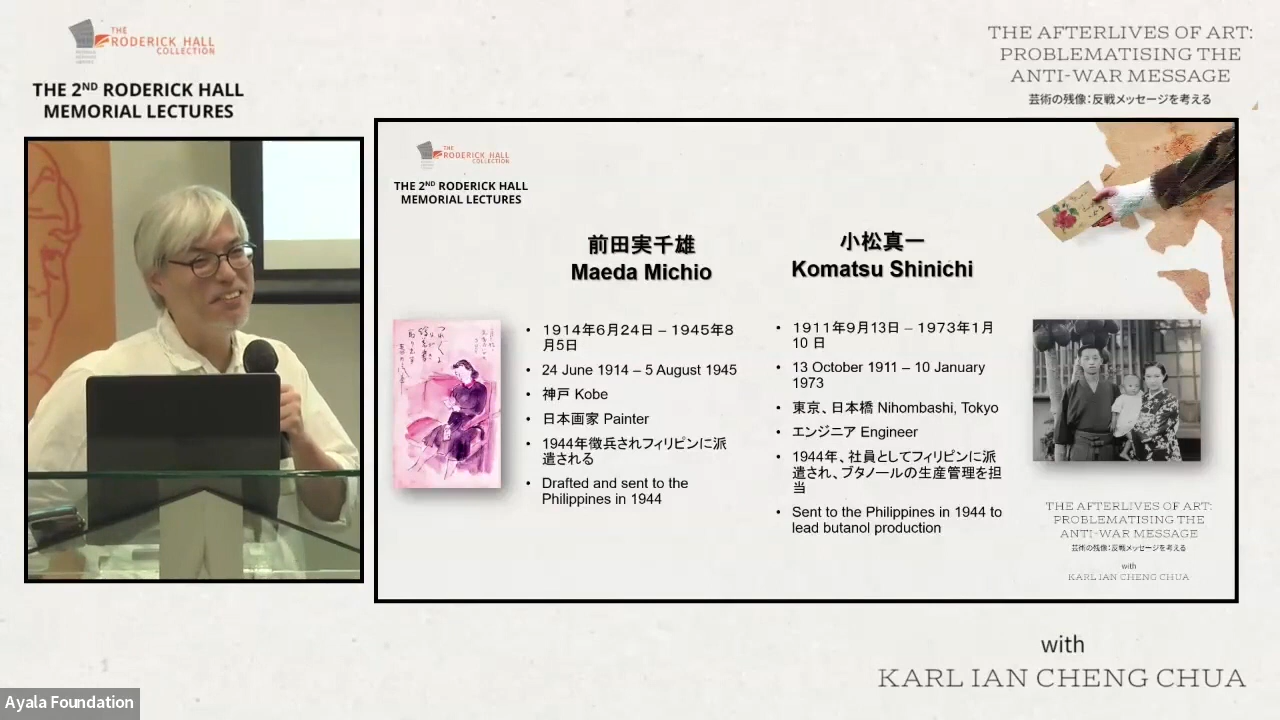 THE
RODERICK HALL
COLLECTION
THE 2ND RODERICK HALL
MEMORIAL LECTURES
THE AFTERLIVES OF ART:
PROBLEMATISING THE
ANTI-WAR MESSAGE
芸術の残像：反戦メッセージを考える
THE
RODERICK HALL
COLLECTION
THE 2ND RODERICK HALL
MEMORIAL LECTURES
前田実千雄
Maeda Michio
• 1914年6月24日 – 1945年8
月5日
• 24 June 1914 – 5 August 1945
• 神戸 Kobe
• 日本画家 Painter
• 1944年徴兵されフィリピンに派
遣される
• Drafted and sent to the
Philippines in 1944
小松真一
Komatsu Shinichi
• 1911年9月13日 – 1973年1月
10 日
• 13 October 1911 – 10 January
1973
• 東京、日本橋 Nihombashi, Tokyo
• エンジニア Engineer
• 1944年、社員としてフィリピンに派
遣され、ブタノールの生産管理を担
当
• Sent to the Philippines in 1944 to
lead butanol production
THE AFTERLIVES OF ART:
PROBLEMATISING THE
ANTI-WAR MESSAGE
芸術の残像：反戦メッセージを考える
with
KARL IAN CHENG CHUA
with
KARL IAN CHENG CHUA
Ayala Foundation